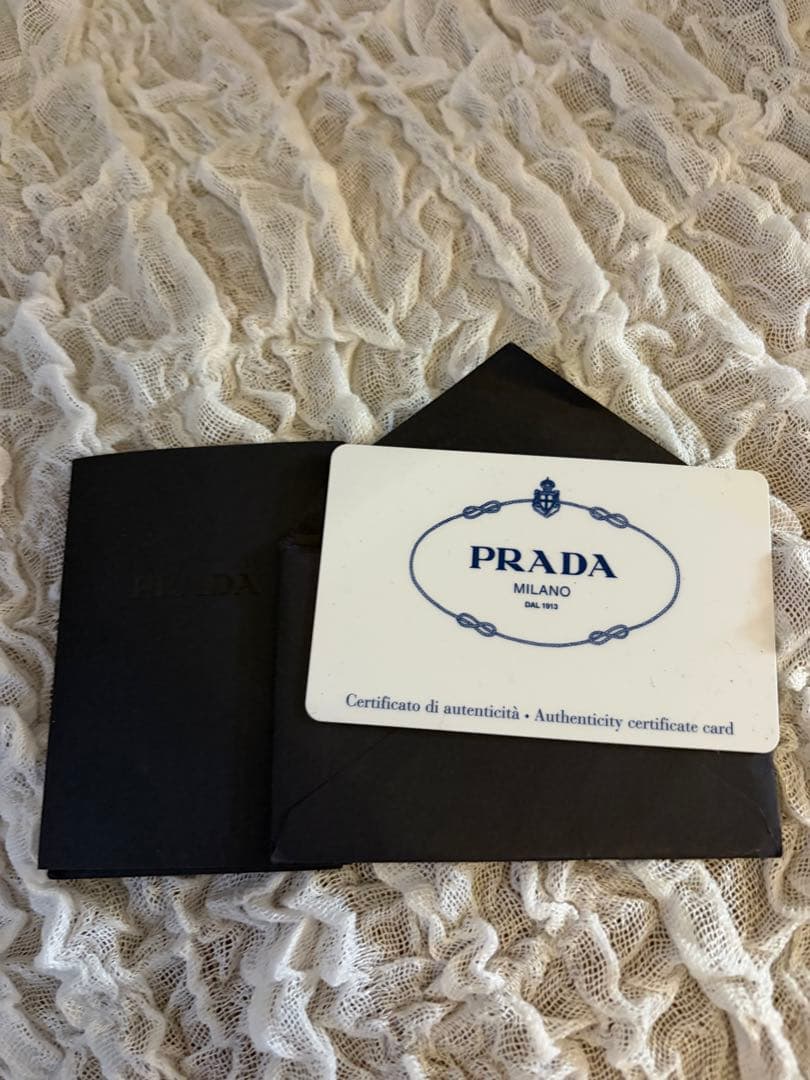 PRADA
PRADA
MILANO
DAL 1913
Certificato di autenticità • Authenticity certificate card